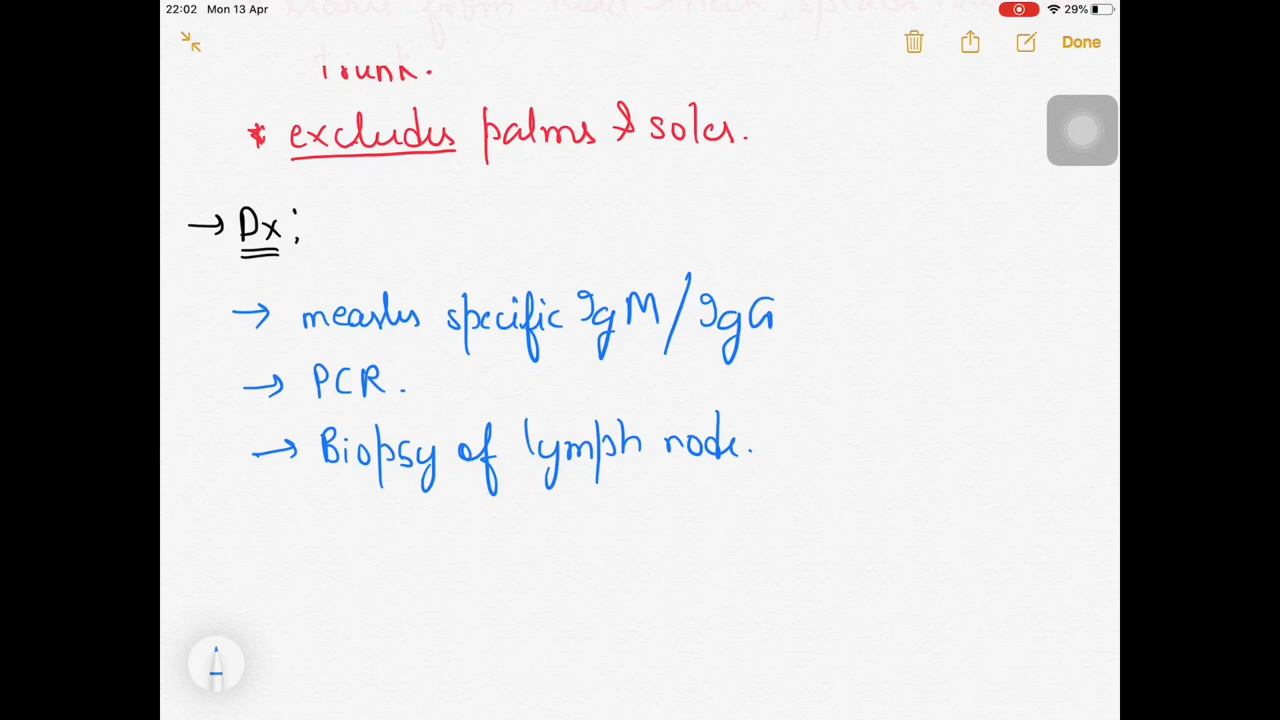 22:02 Mon 13 Apr
29%
Done
trunk.
* excludes palms & soles.
→ Dx:
→ measles specific IgM/IgG
→ PCR.
→ Biopsy of lymph node.